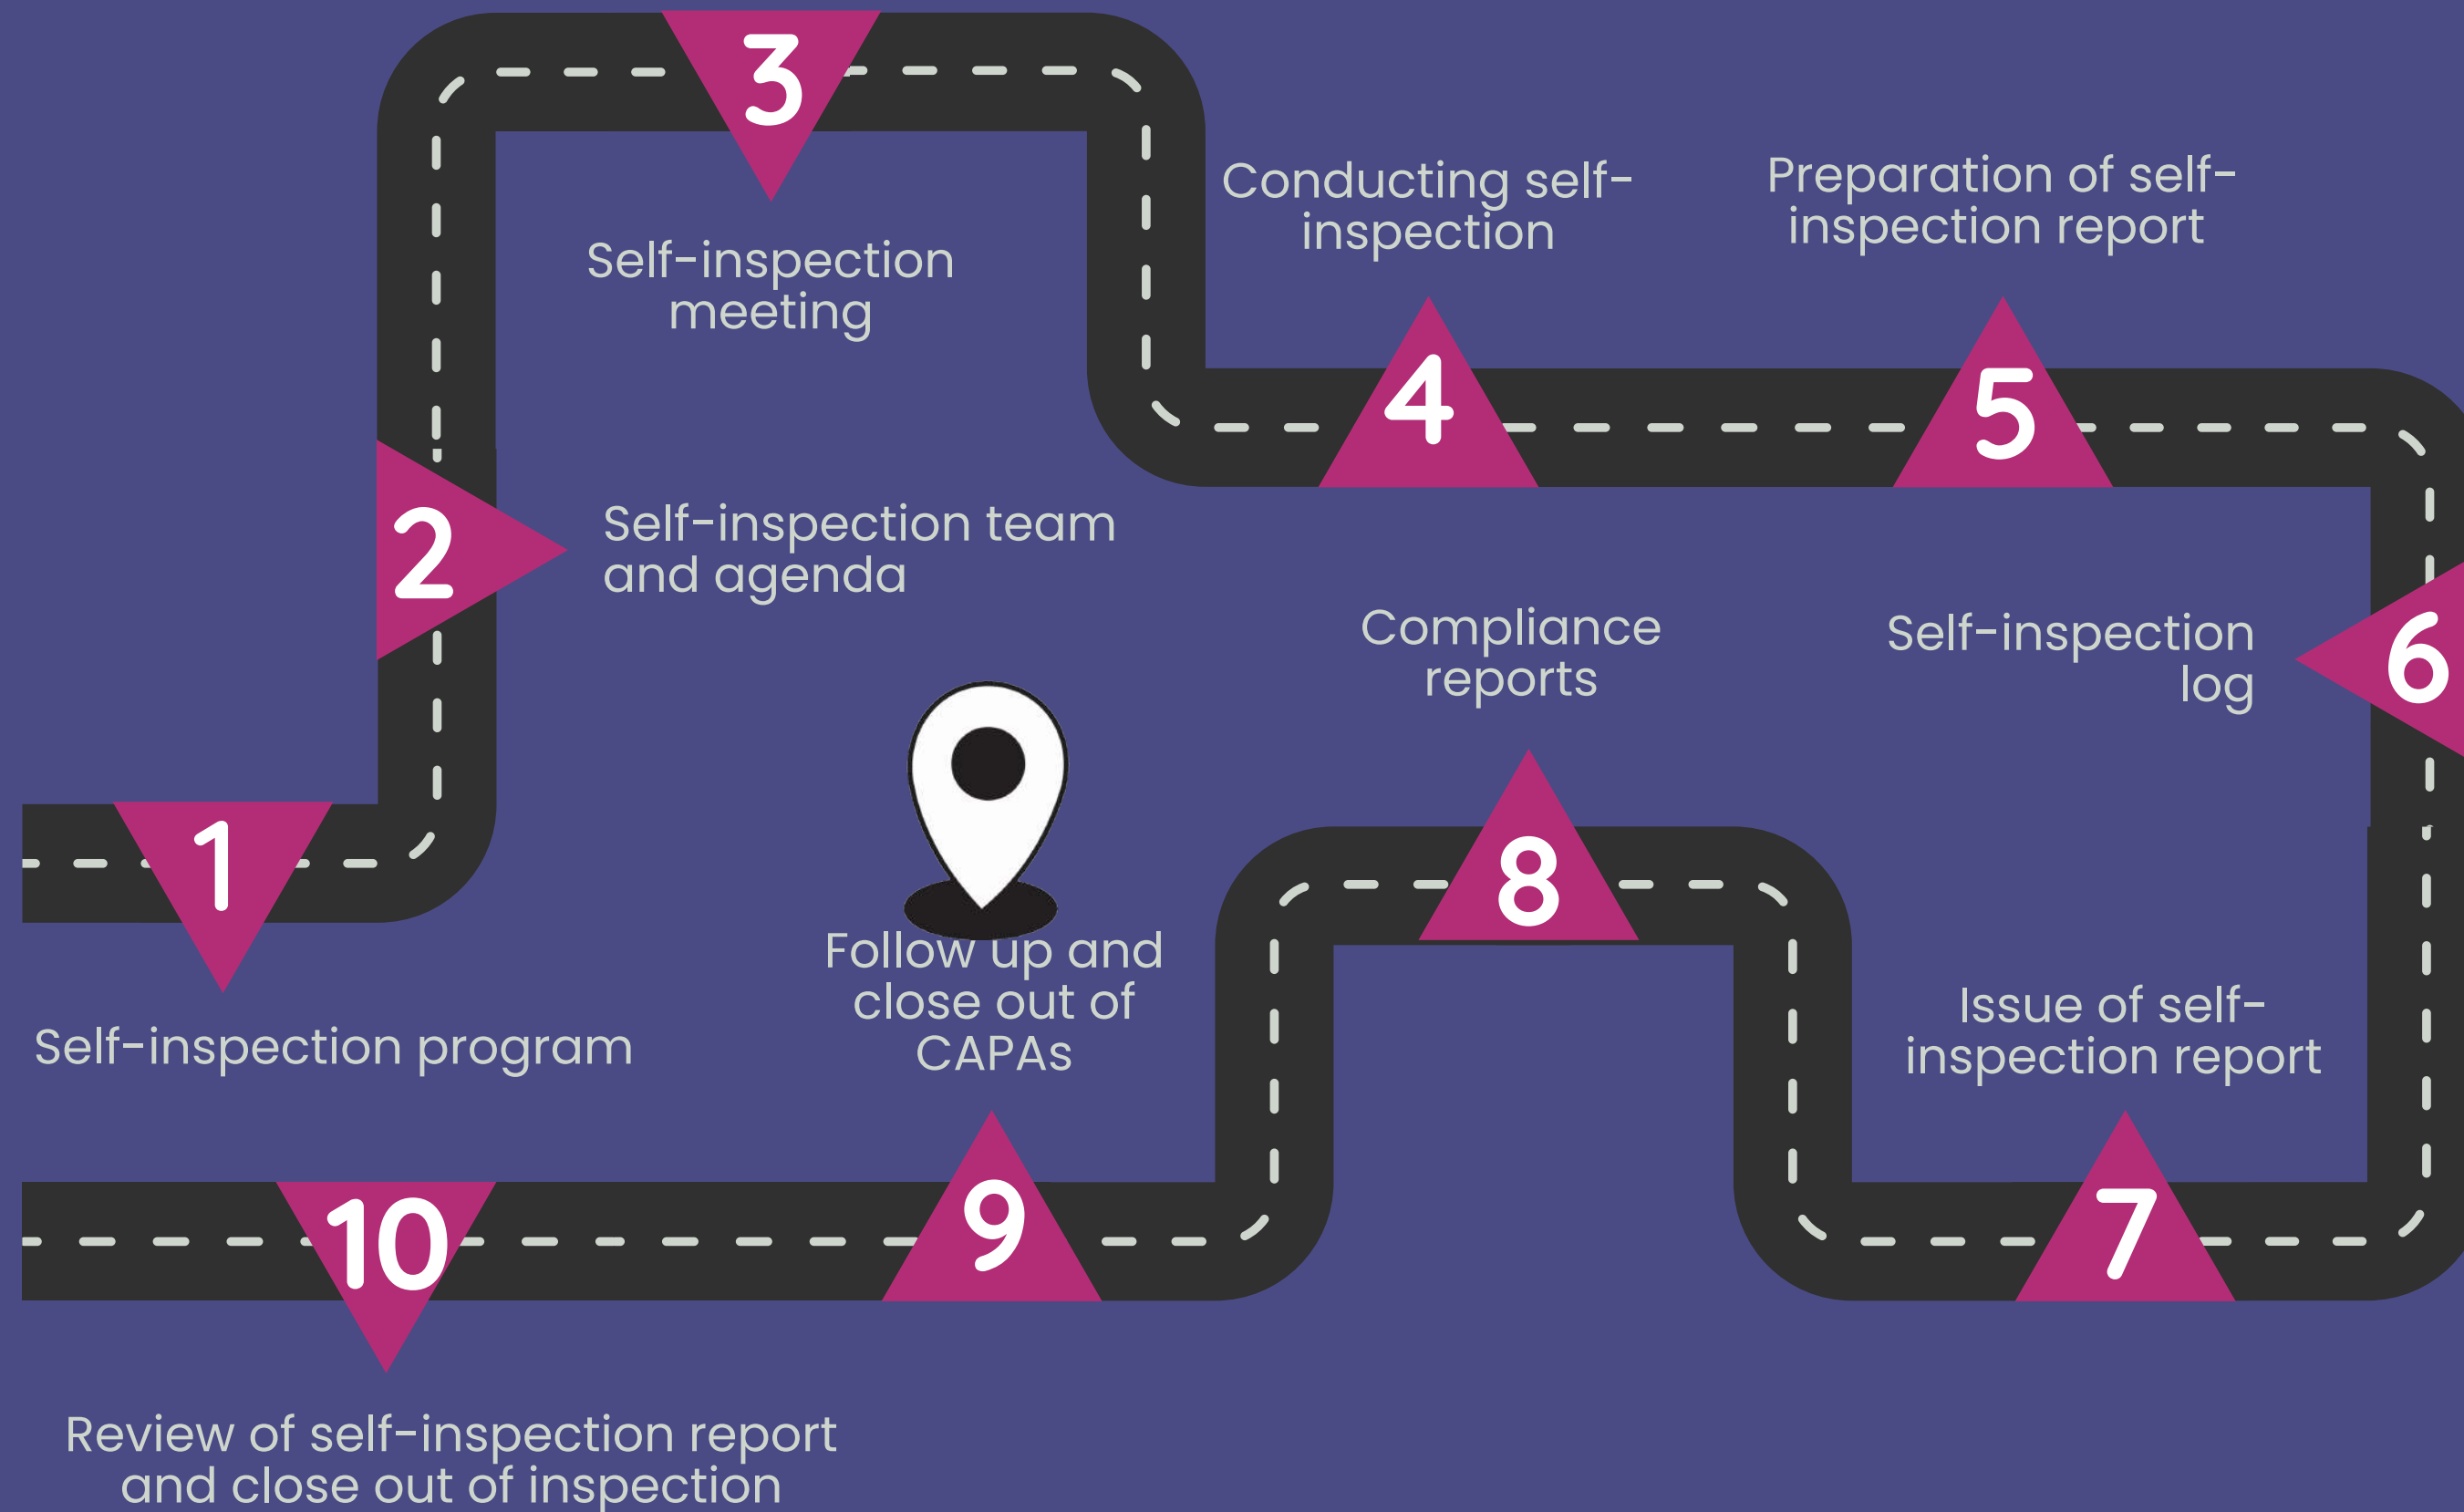 1
Self-inspection program
2
Self-inspection team
and agenda
3
Self-inspection
meeting
4
Conducting self-
inspection
5
Preparation of self-
inspection report
6
Self-inspection
log
7
Issue of self-
inspection report
8
Compliance
reports
9
Follow up and
close out of
CAPAs
10
Review of self-inspection report
and close out of inspection